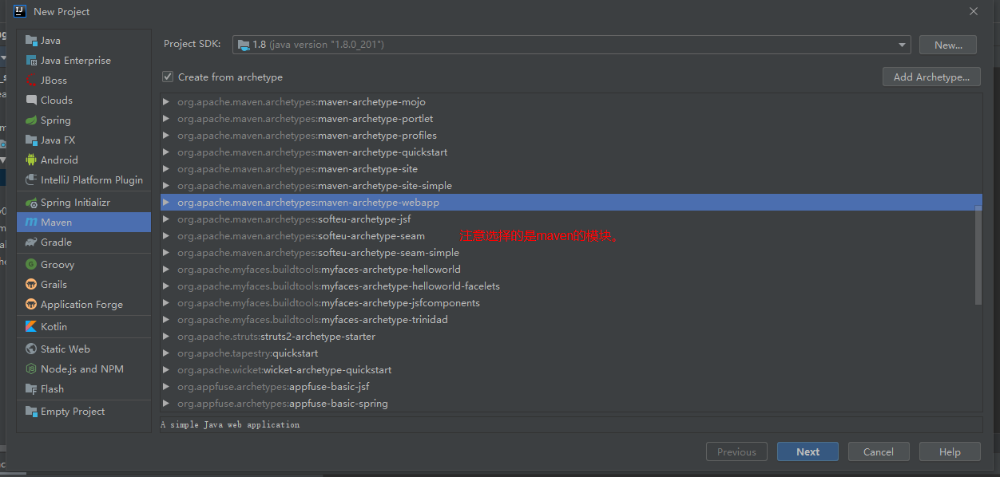 New Project
Java
Java Enterprise
JBoss
Clouds
Spring
Java FX
Android
IntelliJ Platform Plugin
Spring Initializr
Maven
Gradle
Groovy
Grails
Application Forge
Kotlin
Static Web
Node.js and NPM
Flash
Empty Project
Project SDK: 1.8 (java version "1.8.0_201") New...
Create from archetype Add Archetype...
org.apache.maven.archetypes:maven-archetype-mojo
org.apache.maven.archetypes:maven-archetype-portlet
org.apache.maven.archetypes:maven-archetype-profiles
org.apache.maven.archetypes:maven-archetype-quickstart
org.apache.maven.archetypes:maven-archetype-site
org.apache.maven.archetypes:maven-archetype-site-simple
org.apache.maven.archetypes:maven-archetype-webapp
org.apache.maven.archetypes:softeu-archetype-jsf
org.apache.maven.archetypes:softeu-archetype-seam
注意选择的是maven的模块。
org.apache.maven.archetypes:softeu-archetype-seam-simple
org.apache.myfaces.buildtools:myfaces-archetype-helloworld
org.apache.myfaces.buildtools:myfaces-archetype-helloworld-facelets
org.apache.myfaces.buildtools:myfaces-archetype-jsfcomponents
org.apache.myfaces.buildtools:myfaces-archetype-trinidad
org.apache.struts:struts2-archetype-starter
org.apache.tapestry:quickstart
org.apache.wicket:wicket-archetype-quickstart
org.appfuse.archetypes:appfuse-basic-jsf
org.appfuse.archetypes:appfuse-basic-spring
A simple Java web application
Previous Next Cancel Help